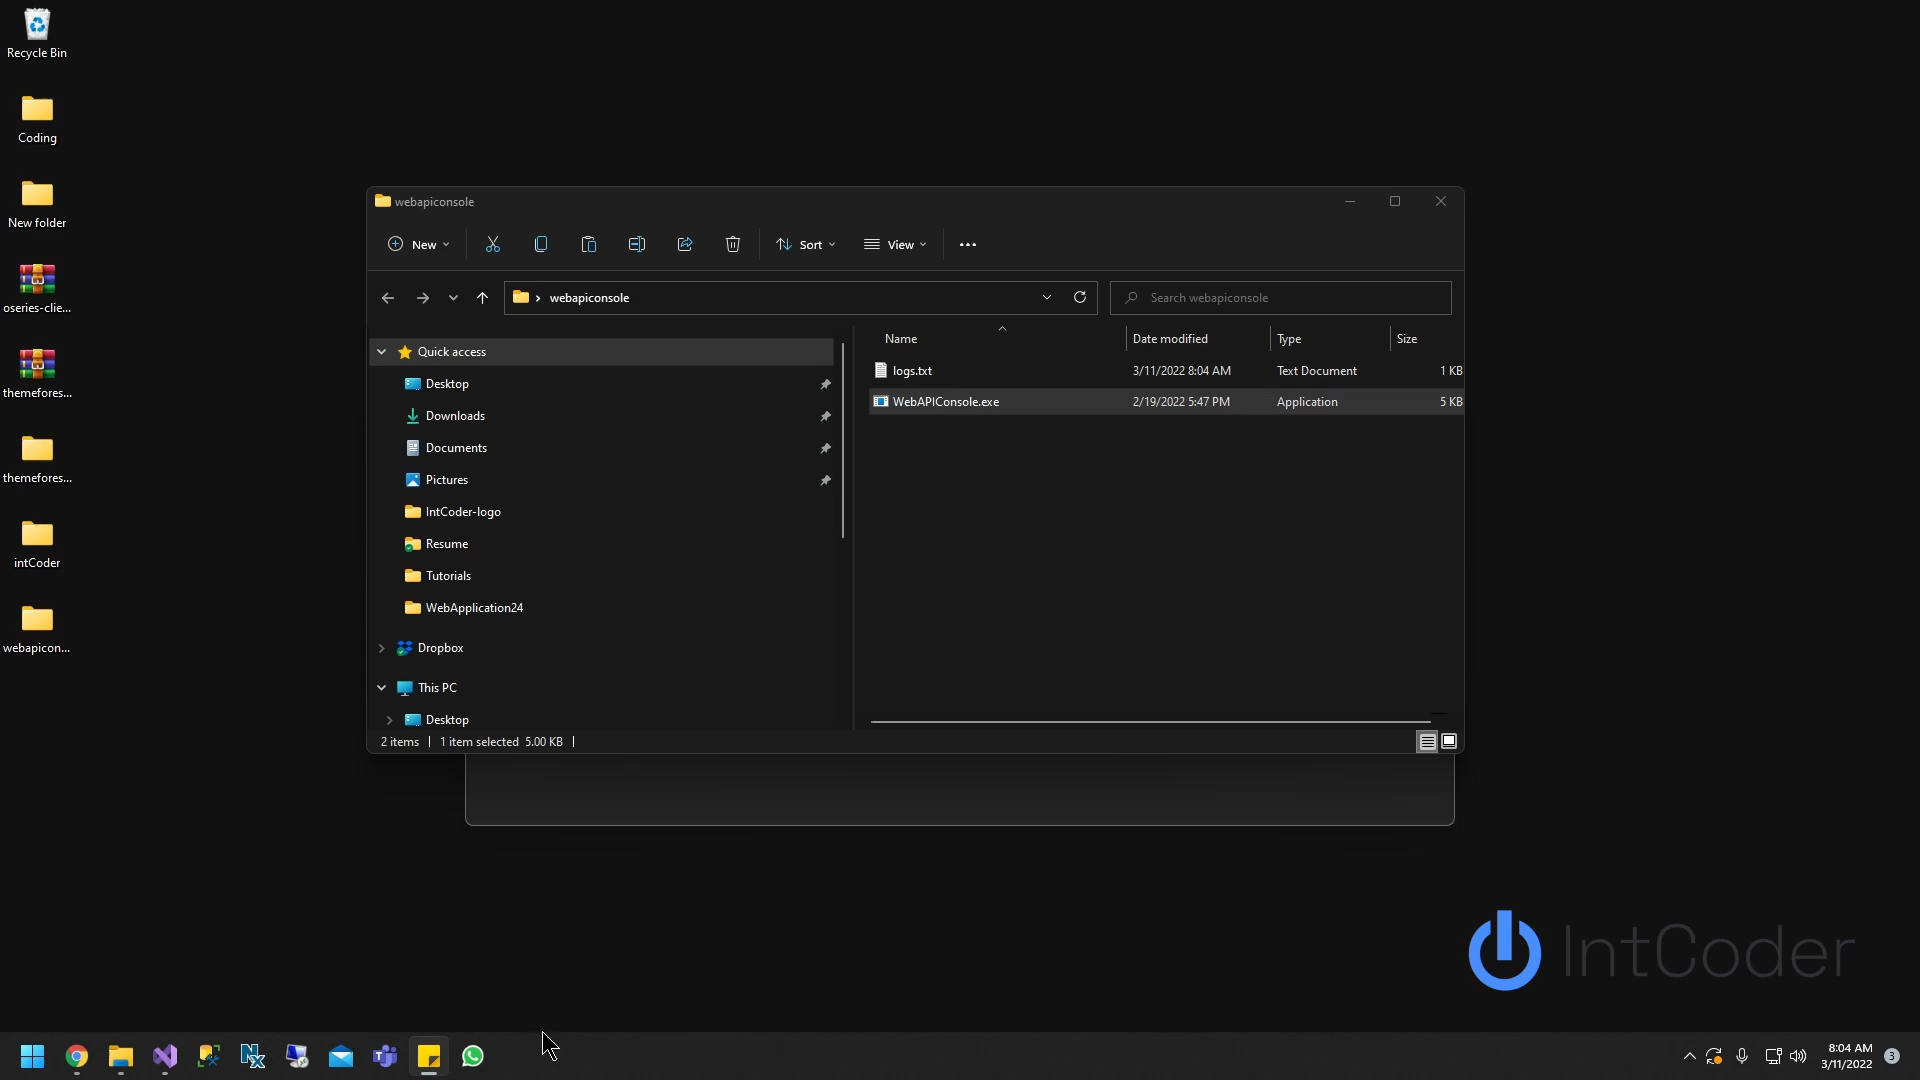 Recycle Bin
Coding
New folder
oseries-clie...
themefores...
themefores...
intCoder
webapicon...
webapiconsole
New
Sort
View
webapiconsole
Search webapiconsole
Name
Date modified
Type
Size
logs.txt
3/11/2022 8:04 AM
Text Document
1 KB
WebAPIConsole.exe
2/19/2022 5:47 PM
Application
5 KB
Quick access
Desktop
Downloads
Documents
Pictures
IntCoder-logo
Resume
Tutorials
WebApplication24
Dropbox
This PC
Desktop
2 items
1 item selected 5.00 KB
IntCoder
8:04 AM
3/11/2022
3